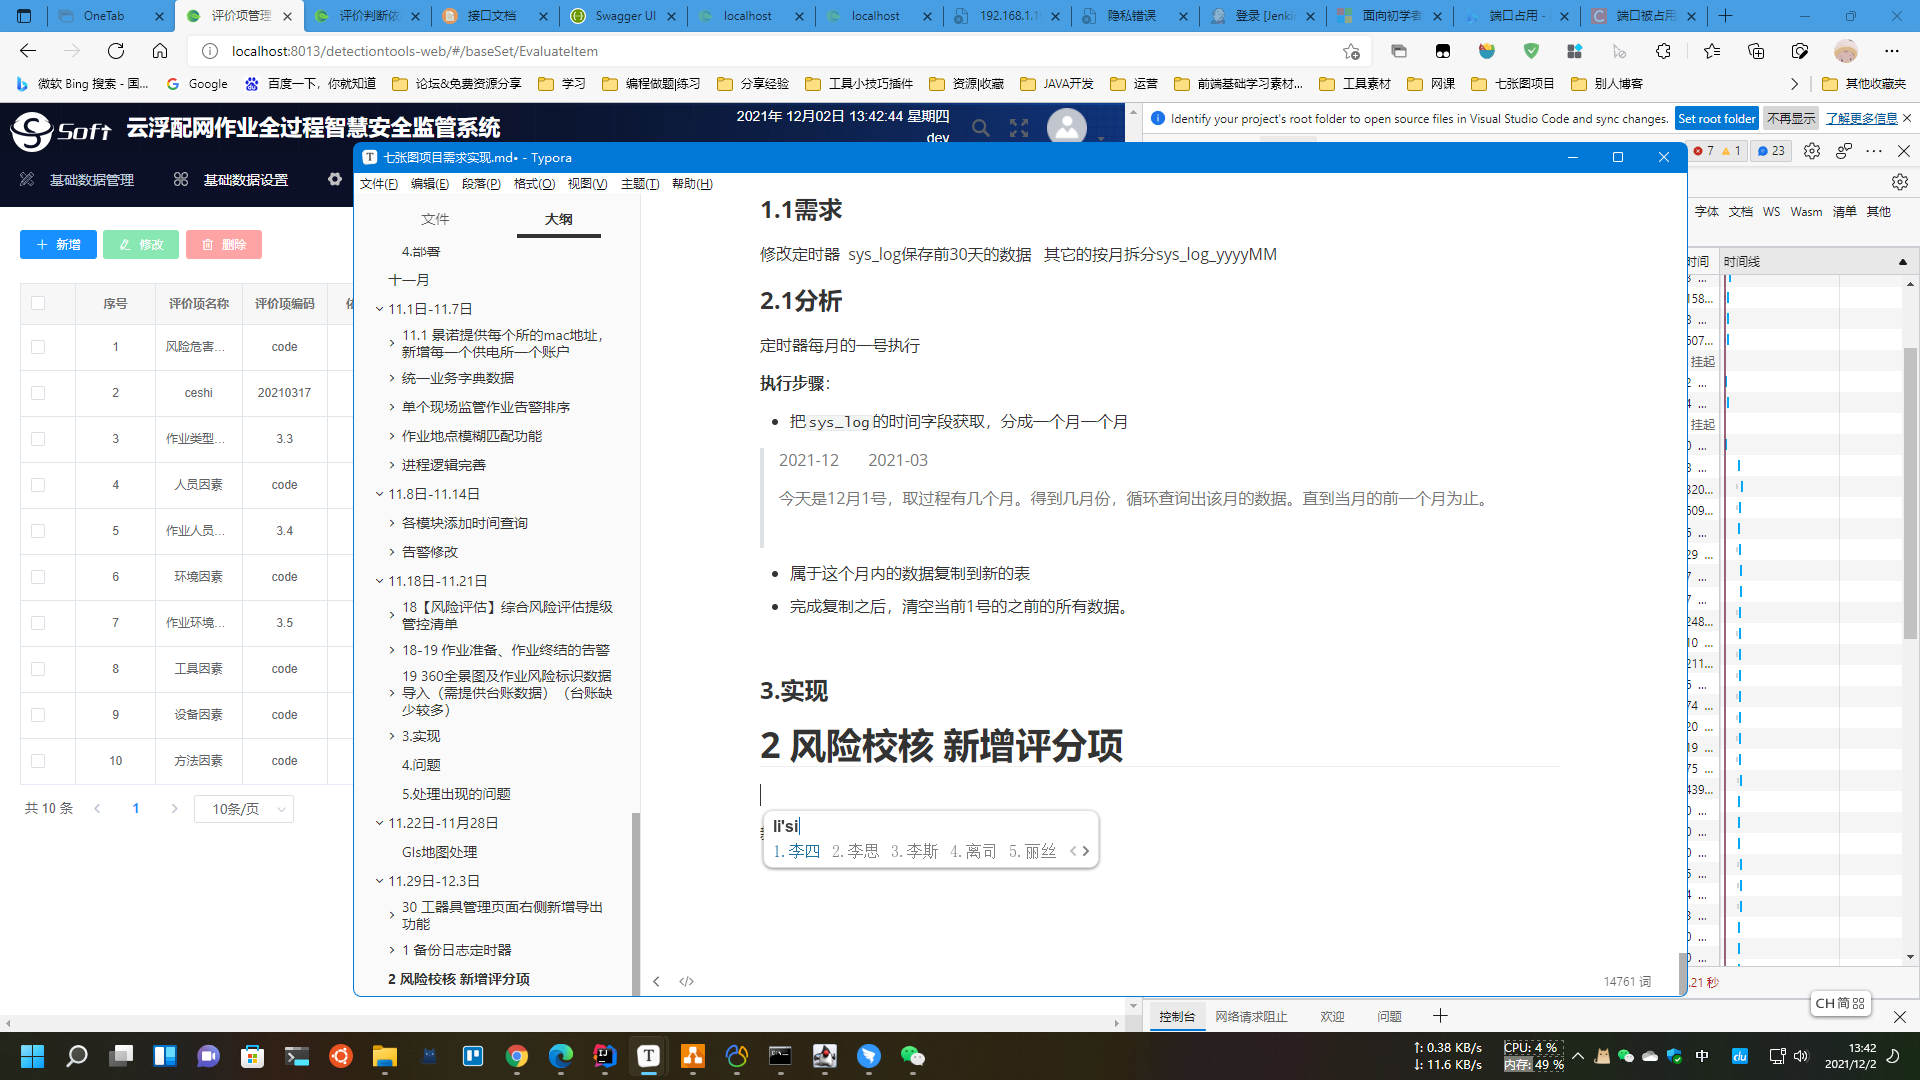 OneTab
评价项管理
评价判断依
接口文档
Swagger UI
localhost
localhost
192.168.1.1
隐私错误
登录 [Jenki
面向初学者
端口占用 -
端口被占用
localhost:8013/detectiontools-web/#/baseSet/EvaluateItem
微软 Bing 搜索 - 国...
Google
百度一下，你就知道
论坛&免费资源分享
学习
编程做题|练习
分享经验
工具小技巧插件
资源|收藏
JAVA开发
运营
前端基础学习素材...
工具素材
网课
七张图项目
别人博客
其他收藏夹
Soft 云浮配网作业全过程智慧安全监管系统
2021年 12月02日 13:42:44 星期四
dev
Identify your project's root folder to open source files in Visual Studio Code and sync changes.
Set root folder
不再显示
了解更多信息
7 1 23
基础数据管理
基础数据设置
新增
修改
删除
序号 评价项名称 评价项编码
1 风险危害... code
2 ceshi 20210317
3 作业类型... 3.3
4 人员因素 code
5 作业人员... 3.4
6 环境因素 code
7 作业环境... 3.5
8 工具因素 code
9 设备因素 code
10 方法因素 code
共 10 条
1
10条/页
七张图项目需求实现.md• - Typora
文件(F) 编辑(E) 段落(P) 格式(O) 视图(V) 主题(T) 帮助(H)
文件
大纲
4.部署
十一月
11.1日-11.7日
11.1 景诺提供每个所的mac地址，
新增每一个供电所一个账户
统一业务字典数据
单个现场监管作业告警排序
作业地点模糊匹配功能
进程逻辑完善
11.8日-11.14日
各模块添加时间查询
告警修改
11.18日-11.21日
18【风险评估】综合风险评估提级
管控清单
18-19 作业准备、作业终结的告警
19 360全景图及作业风险标识数据
导入（需提供台账数据）（台账缺
少较多）
3.实现
4.问题
5.处理出现的问题
11.22日-11月28日
GIs地图处理
11.29日-12.3日
30 工器具管理页面右侧新增导出
功能
1 备份日志定时器
2 风险校核 新增评分项
1.1需求
修改定时器 sys_log保存前30天的数据 其它的按月拆分sys_log_yyyyMM
2.1分析
定时器每月的一号执行
执行步骤：
把sys_log的时间字段获取，分成一个月一个月
2021-12 2021-03
今天是12月1号，取过程有几个月。得到几月份，循环查询出该月的数据。直到当月的前一个月为止。
属于这个月内的数据复制到新的表
完成复制之后，清空当前1号的之前的所有数据。
3.实现
2 风险校核 新增评分项
li'si
1.李四 2.李思 3.李斯 4.离司 5.丽丝
14761 词
字体 文档 WS Wasm 清单 其他
时间 时间线
挂起
挂起
.21 秒
CH 简
控制台
网络请求阻止
欢迎
问题
↑: 0.38 KB/s
↓: 11.6 KB/s
CPU: 4 %
内存: 49 %
中
13:42
2021/12/2